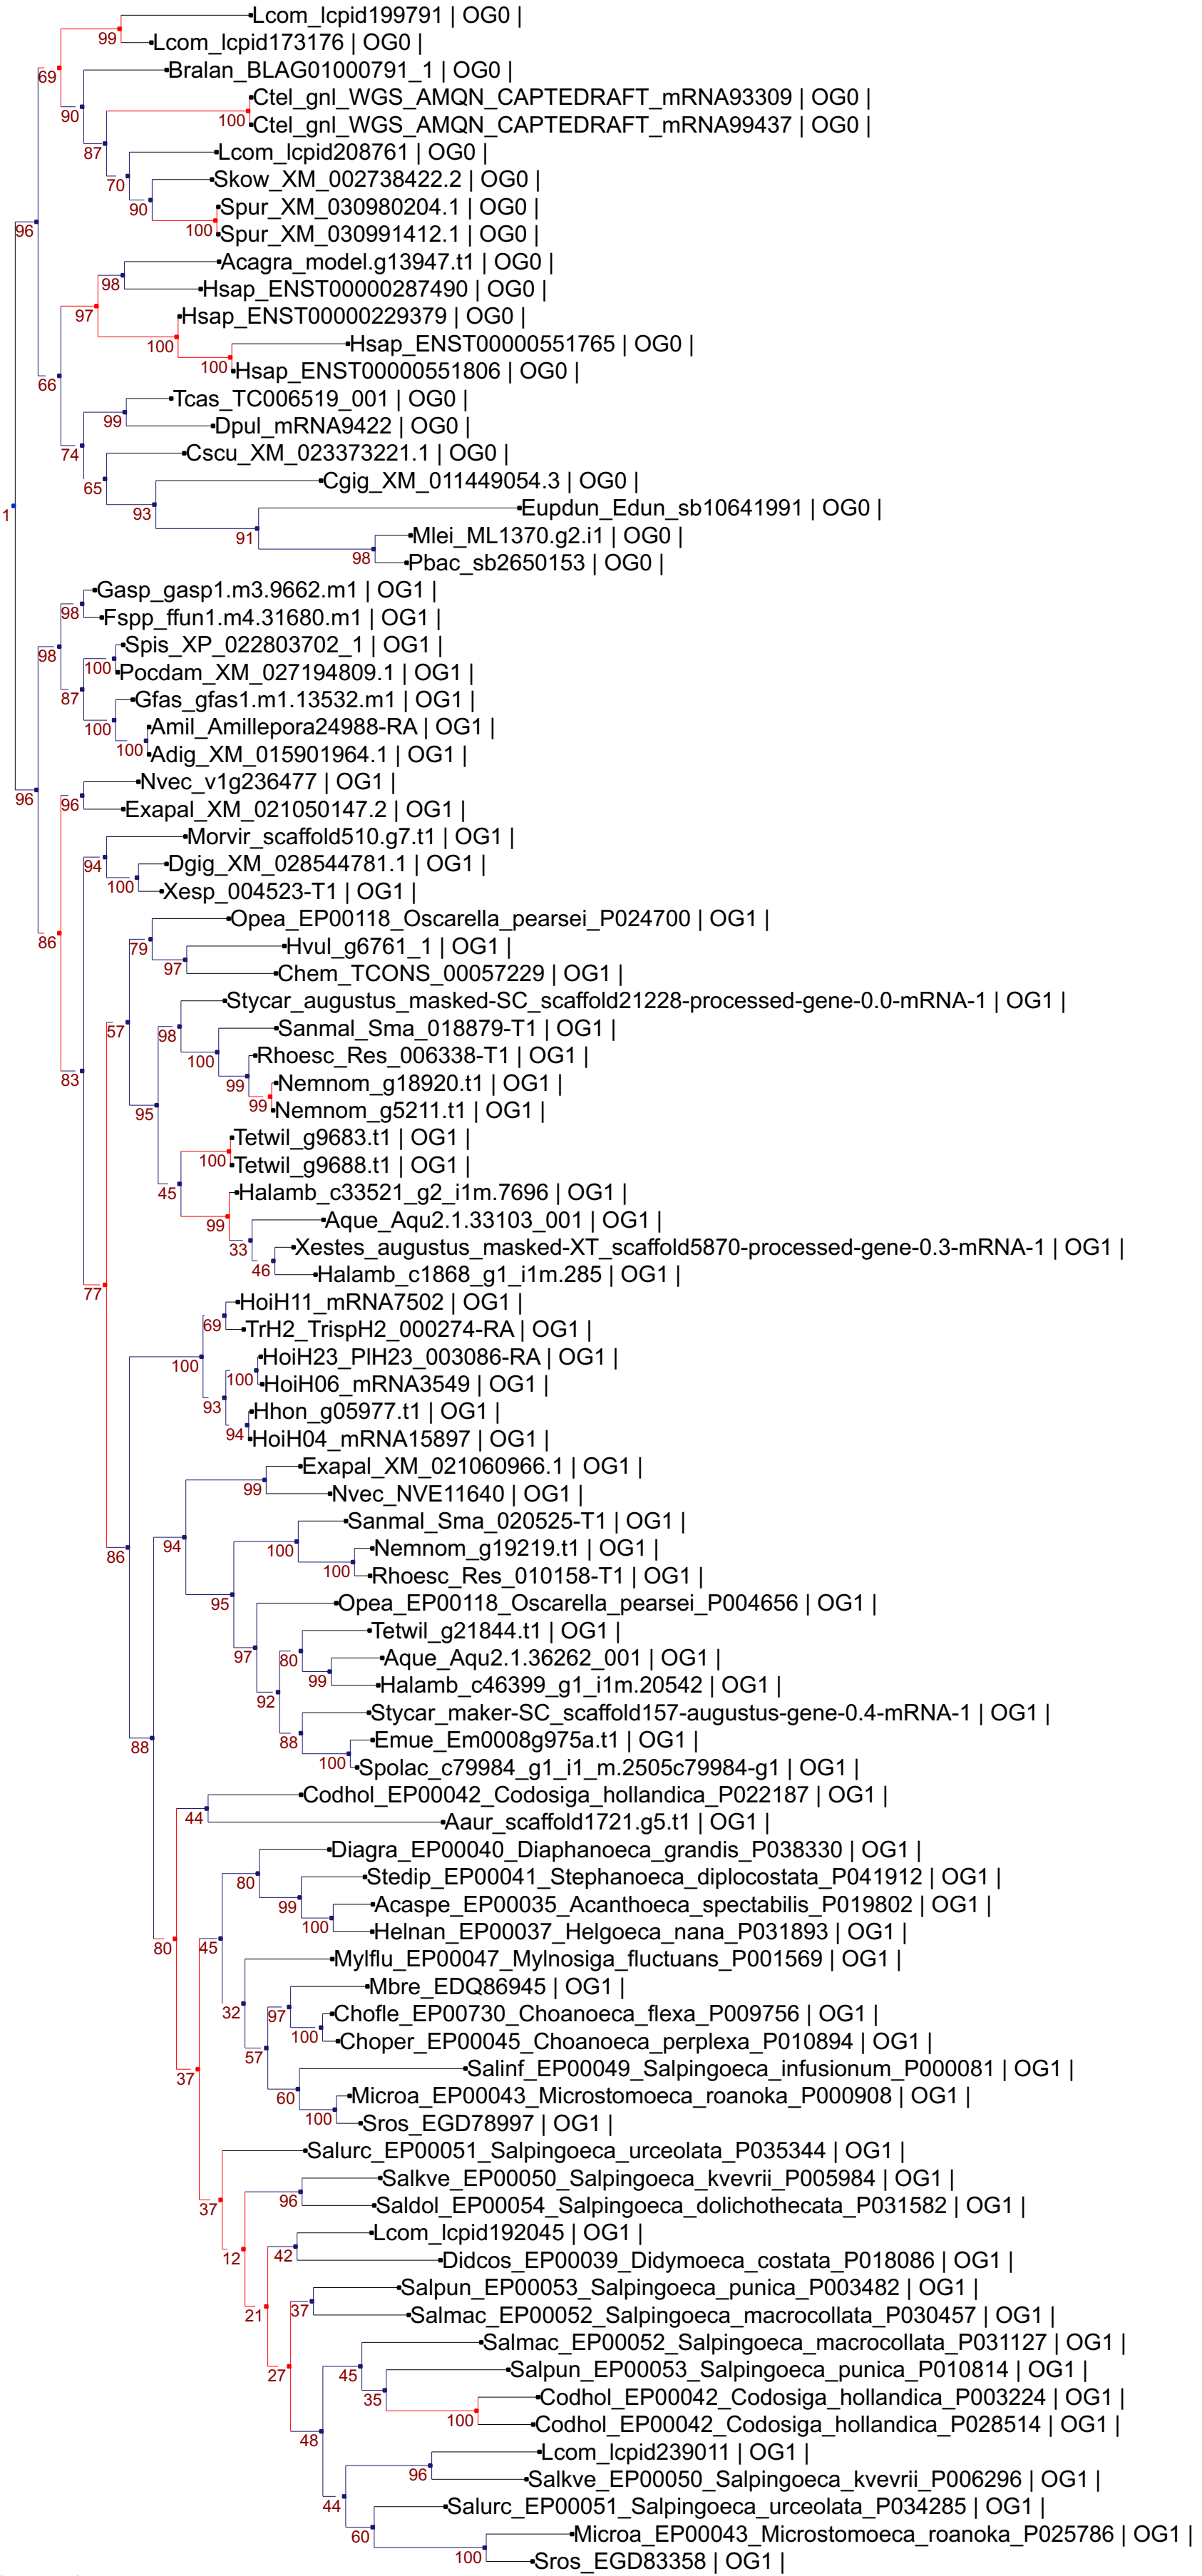 Lcom_lcpid199791 | OG0 |
99
Lcom_lcpid173176 | OG0 |
69
Bralan_BLAG01000791_1 | OG0 |
90
Ctel_gnl_WGS_AMQN_CAPTEDRAFT_mRNA93309 | OG0 |
100
Ctel_gnl_WGS_AMQN_CAPTEDRAFT_mRNA99437 | OG0 |
87
Lcom_lcpid208761 | OG0 |
70
Skow_XM_002738422.2 | OG0 |
90
Spur_XM_030980204.1 | OG0 |
100
Spur_XM_030991412.1 | OG0 |
96
Acagra_model.g13947.t1 | OG0 |
98
Hsap_ENST00000287490 | OG0 |
97
Hsap_ENST00000229379 | OG0 |
100
Hsap_ENST00000551765 | OG0 |
100
Hsap_ENST00000551806 | OG0 |
66
Tcas_TC006519_001 | OG0 |
99
Dpul_mRNA9422 | OG0 |
74
Cscu_XM_023373221.1 | OG0 |
65
Cgig_XM_011449054.3 | OG0 |
93
Eupdun_Edun_sb10641991 | OG0 |
1
91
Mlei_ML1370.g2.i1 | OG0 |
98
Pbac_sb2650153 | OG0 |
Gasp_gasp1.m3.9662.m1 | OG1 |
98
Fspp_ffun1.m4.31680.m1 | OG1 |
98
Spis_XP_022803702_1 | OG1 |
100
Pocdam_XM_027194809.1 | OG1 |
87
Gfas_gfas1.m1.13532.m1 | OG1 |
100
Amil_Amillepora24988-RA | OG1 |
100
Adig_XM_015901964.1 | OG1 |
96
Nvec_v1g236477 | OG1 |
96
Exapal_XM_021050147.2 | OG1 |
Morvir_scaffold510.g7.t1 | OG1 |
94
Dgig_XM_028544781.1 | OG1 |
100
Xesp_004523-T1 | OG1 |
86
Opea_EP00118_Oscarella_pearsei_P024700 | OG1 |
79
Hvul_g6761_1 | OG1 |
97
Chem_TCONS_00057229 | OG1 |
57
Stycar_augustus_masked-SC_scaffold21228-processed-gene-0.0-mRNA-1 | OG1 |
98
Sanmal_Sma_018879-T1 | OG1 |
100
Rhoesc_Res_006338-T1 | OG1 |
83
99
Nemnom_g18920.t1 | OG1 |
99
Nemnom_g5211.t1 | OG1 |
95
Tetwil_g9683.t1 | OG1 |
100
Tetwil_g9688.t1 | OG1 |
45
Halamb_c33521_g2_i1m.7696 | OG1 |
99
Aque_Aqu2.1.33103_001 | OG1 |
33
Xestes_augustus_masked-XT_scaffold5870-processed-gene-0.3-mRNA-1 | OG1 |
46
Halamb_c1868_g1_i1m.285 | OG1 |
77
HoiH11_mRNA7502 | OG1 |
69
TrH2_TrispH2_000274-RA | OG1 |
100
HoiH23_PlH23_003086-RA | OG1 |
100
HoiH06_mRNA3549 | OG1 |
93
Hhon_g05977.t1 | OG1 |
94
HoiH04_mRNA15897 | OG1 |
Exapal_XM_021060966.1 | OG1 |
99
Nvec_NVE11640 | OG1 |
94
Sanmal_Sma_020525-T1 | OG1 |
100
Nemnom_g19219.t1 | OG1 |
86
100
Rhoesc_Res_010158-T1 | OG1 |
95
Opea_EP00118_Oscarella_pearsei_P004656 | OG1 |
Tetwil_g21844.t1 | OG1 |
97
80
Aque_Aqu2.1.36262_001 | OG1 |
99
Halamb_c46399_g1_i1m.20542 | OG1 |
92
Stycar_maker-SC_scaffold157-augustus-gene-0.4-mRNA-1 | OG1 |
88
Emue_Em0008g975a.t1 | OG1 |
88
100
Spolac_c79984_g1_i1_m.2505c79984-g1 | OG1 |
Codhol_EP00042_Codosiga_hollandica_P022187 | OG1 |
44
Aaur_scaffold1721.g5.t1 | OG1 |
Diagra_EP00040_Diaphanoeca_grandis_P038330 | OG1 |
80
Stedip_EP00041_Stephanoeca_diplocostata_P041912 | OG1 |
99
Acaspe_EP00035_Acanthoeca_spectabilis_P019802 | OG1 |
100
Helnan_EP00037_Helgoeca_nana_P031893 | OG1 |
80
45
Mylflu_EP00047_Mylnosiga_fluctuans_P001569 | OG1 |
Mbre_EDQ86945 | OG1 |
32
97
Chofle_EP00730_Choanoeca_flexa_P009756 | OG1 |
100
Choper_EP00045_Choanoeca_perplexa_P010894 | OG1 |
57
Salinf_EP00049_Salpingoeca_infusionum_P000081 | OG1 |
37
60
Microa_EP00043_Microstomoeca_roanoka_P000908 | OG1 |
100
Sros_EGD78997 | OG1 |
Salurc_EP00051_Salpingoeca_urceolata_P035344 | OG1 |
Salkve_EP00050_Salpingoeca_kvevrii_P005984 | OG1 |
96
Saldol_EP00054_Salpingoeca_dolichothecata_P031582 | OG1 |
37
Lcom_lcpid192045 | OG1 |
12
42
Didcos_EP00039_Didymoeca_costata_P018086 | OG1 |
Salpun_EP00053_Salpingoeca_punica_P003482 | OG1 |
21
37
Salmac_EP00052_Salpingoeca_macrocollata_P030457 | OG1 |
Salmac_EP00052_Salpingoeca_macrocollata_P031127 | OG1 |
27
45
Salpun_EP00053_Salpingoeca_punica_P010814 | OG1 |
35
Codhol_EP00042_Codosiga_hollandica_P003224 | OG1 |
100
Codhol_EP00042_Codosiga_hollandica_P028514 | OG1 |
48
Lcom_lcpid239011 | OG1 |
96
Salkve_EP00050_Salpingoeca_kvevrii_P006296 | OG1 |
44
Salurc_EP00051_Salpingoeca_urceolata_P034285 | OG1 |
60
Microa_EP00043_Microstomoeca_roanoka_P025786 | OG1 |
100
Sros_EGD83358 | OG1 |